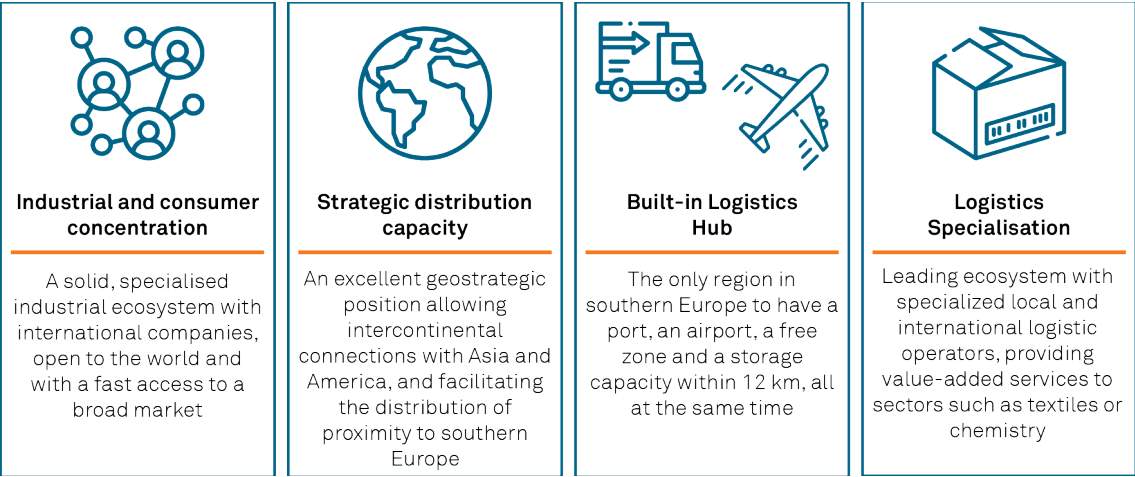 Industrial and consumer
concentration
A solid, specialised
industrial ecosystem with
international companies,
open to the world and
with a fast access to a
broad market
Strategic distribution
capacity
An excellent geostrategic
position allowing
intercontinental
connections with Asia and
America, and facilitating
the distribution of
proximity to southern
Europe
Built-in Logistics
Hub
The only region in
southern Europe to have a
port, an airport, a free
zone and a storage
capacity within 12 km, all
at the same time
Logistics
Specialisation
Leading ecosystem with
specialized local and
international logistic
operators, providing
value-added services to
sectors such as textiles or
chemistry